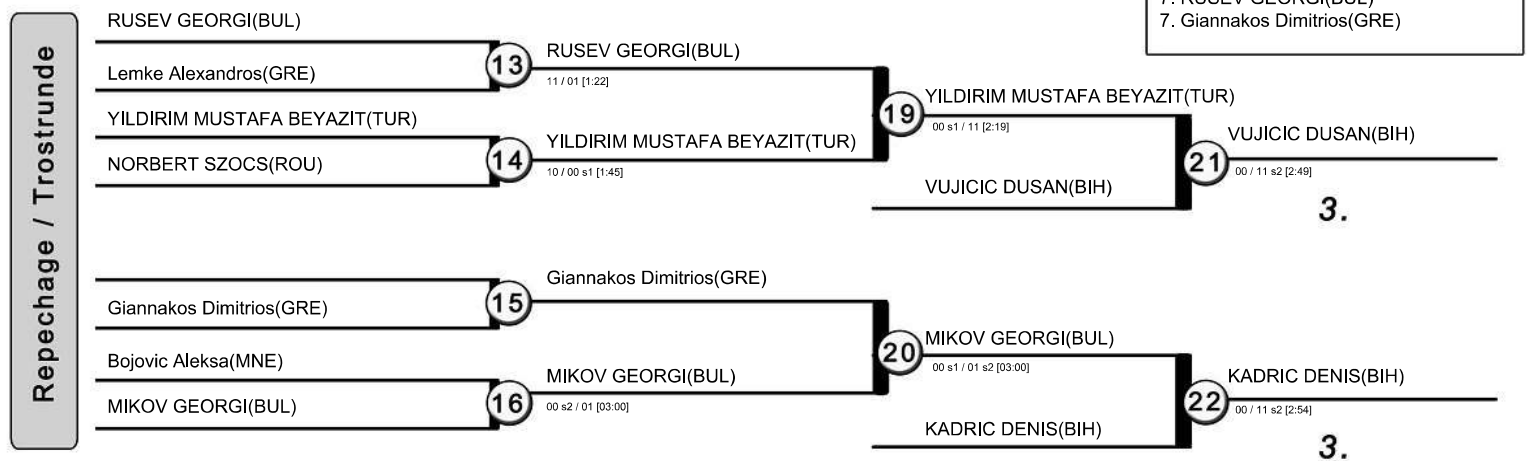 7. RUSEV GEORGI(BUL)
7. Giannakos Dimitrios(GRE)
Repechage / Trostrunde
RUSEV GEORGI(BUL)
Lemke Alexandros(GRE)
YILDIRIM MUSTAFA BEYAZIT(TUR)
NORBERT SZOCS(ROU)
13
RUSEV GEORGI(BUL)
11 / 01 [1:22]
14
YILDIRIM MUSTAFA BEYAZIT(TUR)
10 / 00 s1 [1:45]
19
YILDIRIM MUSTAFA BEYAZIT(TUR)
00 s1 / 11 [2:19]
VUJICIC DUSAN(BIH)
21
VUJICIC DUSAN(BIH)
00 / 11 s2 [2:49]
3.
Giannakos Dimitrios(GRE)
Bojovic Aleksa(MNE)
MIKOV GEORGI(BUL)
15
Giannakos Dimitrios(GRE)
16
MIKOV GEORGI(BUL)
00 s2 / 01 [03:00]
20
MIKOV GEORGI(BUL)
00 s1 / 01 s2 [03:00]
KADRIC DENIS(BIH)
22
KADRIC DENIS(BIH)
00 / 11 s2 [2:54]
3.